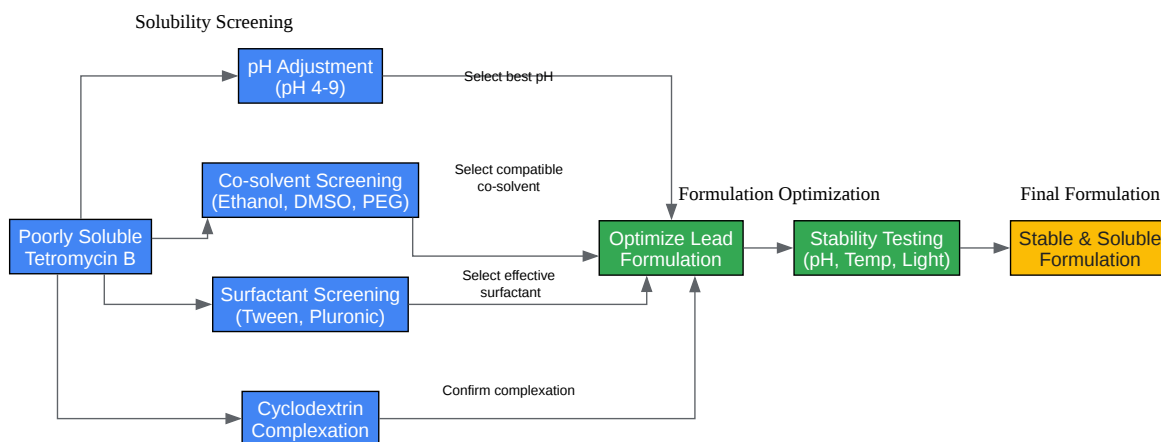 Solubility Screening
pH Adjustment
(pH 4-9)
Select best pH
Co-solvent Screening
(Ethanol, DMSO, PEG)
Select compatible
co-solvent
Formulation Optimization
Final Formulation
Poorly Soluble
Tetromycin B
Optimize Lead
Formulation
Stability Testing
(pH, Temp, Light)
Stable & Soluble
Formulation
Surfactant Screening
(Tween, Pluronic)
Select effective
surfactant
Cyclodextrin
Complexation
Confirm complexation